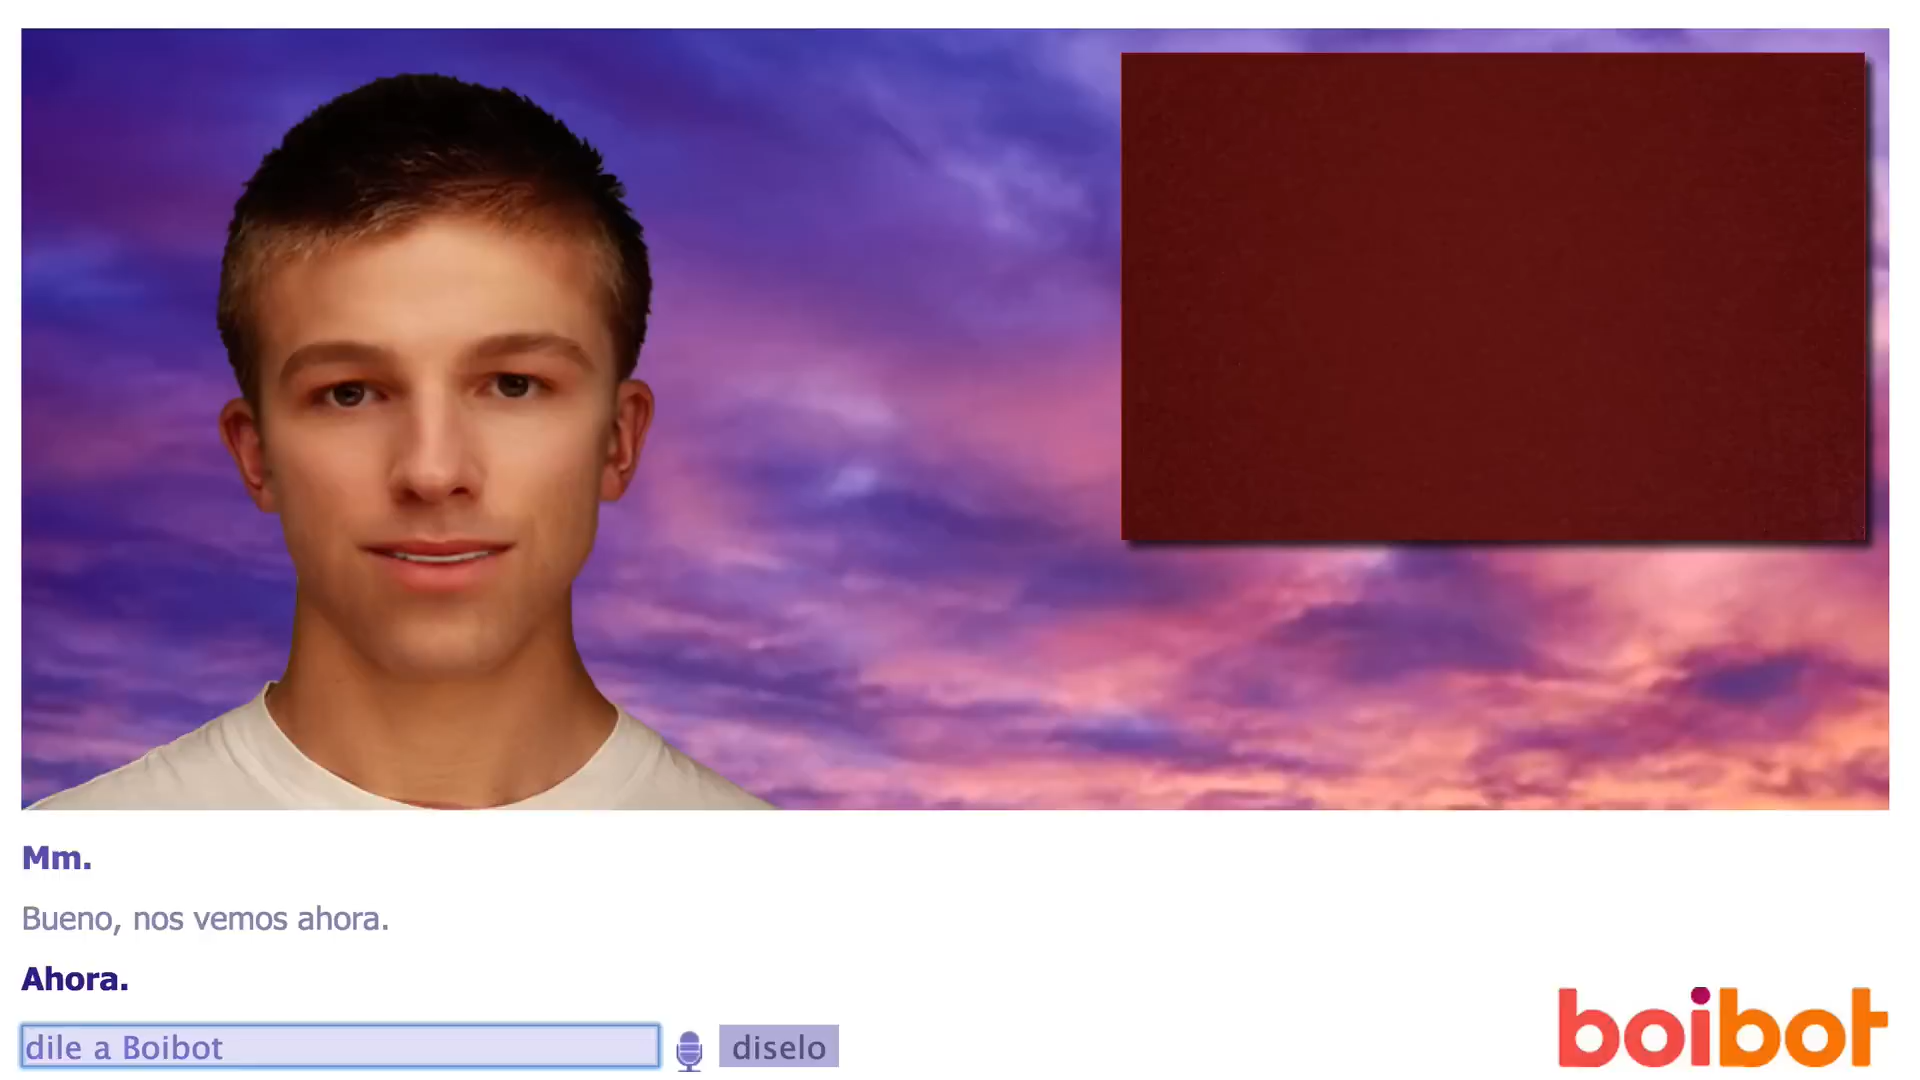 Mm.
Bueno, nos vemos ahora.
Ahora.
dile a Boibot
diselo
boibot